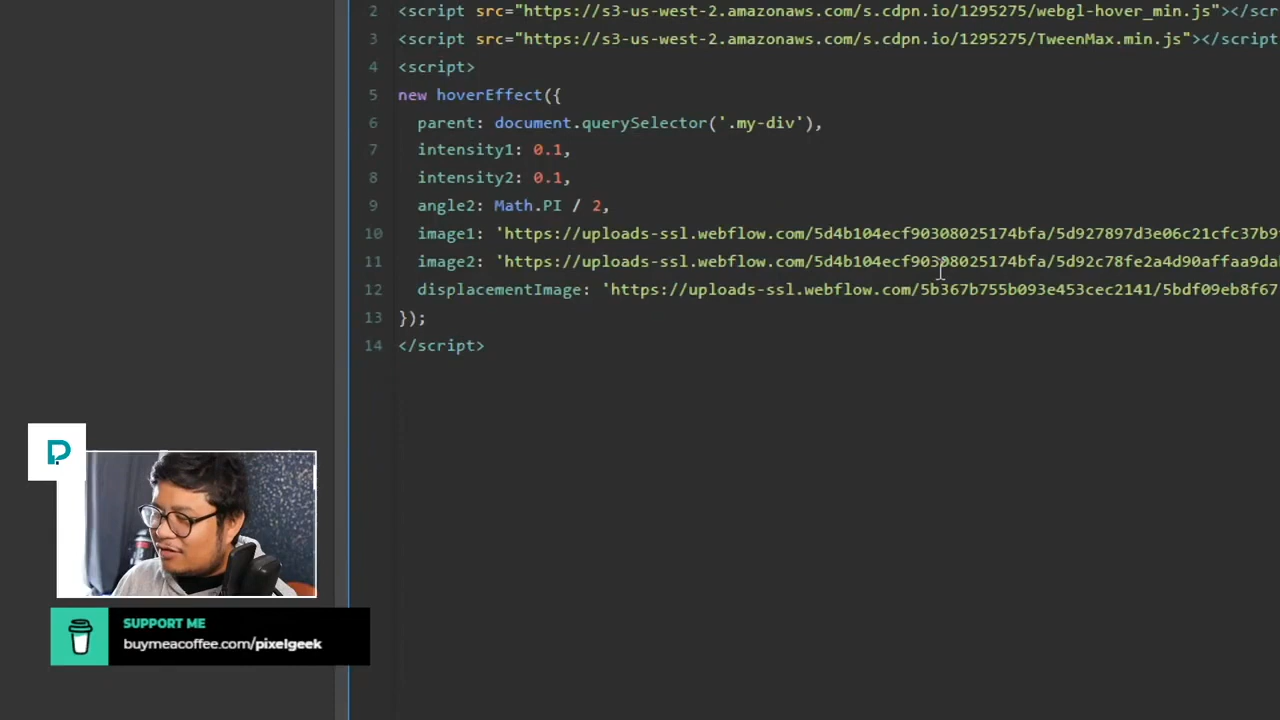 2 <script src="https://s3-us-west-2.amazonaws.com/s.cdpn.io/1295275/webgl-hover_min.js"></scr
3 <script src="https://s3-us-west-2.amazonaws.com/s.cdpn.io/1295275/TweenMax.min.js"></script
4 <script>
5 new hoverEffect({
6 parent: document.querySelector('.my-div'),
7 intensity1: 0.1,
8 intensity2: 0.1,
9 angle2: Math.PI / 2,
10 image1: 'https://uploads-ssl.webflow.com/5d4b104ecf90308025174bfa/5d927897d3e06c21cfc37b9
11 image2: 'https://uploads-ssl.webflow.com/5d4b104ecf90308025174bfa/5d92c78fe2a4d90affaa9da
12 displacementImage: 'https://uploads-ssl.webflow.com/5b367b755b093e453cec2141/5bdf09eb8f67
13 });
14 </script>
SUPPORT ME
buymeacoffee.com/pixelgeek